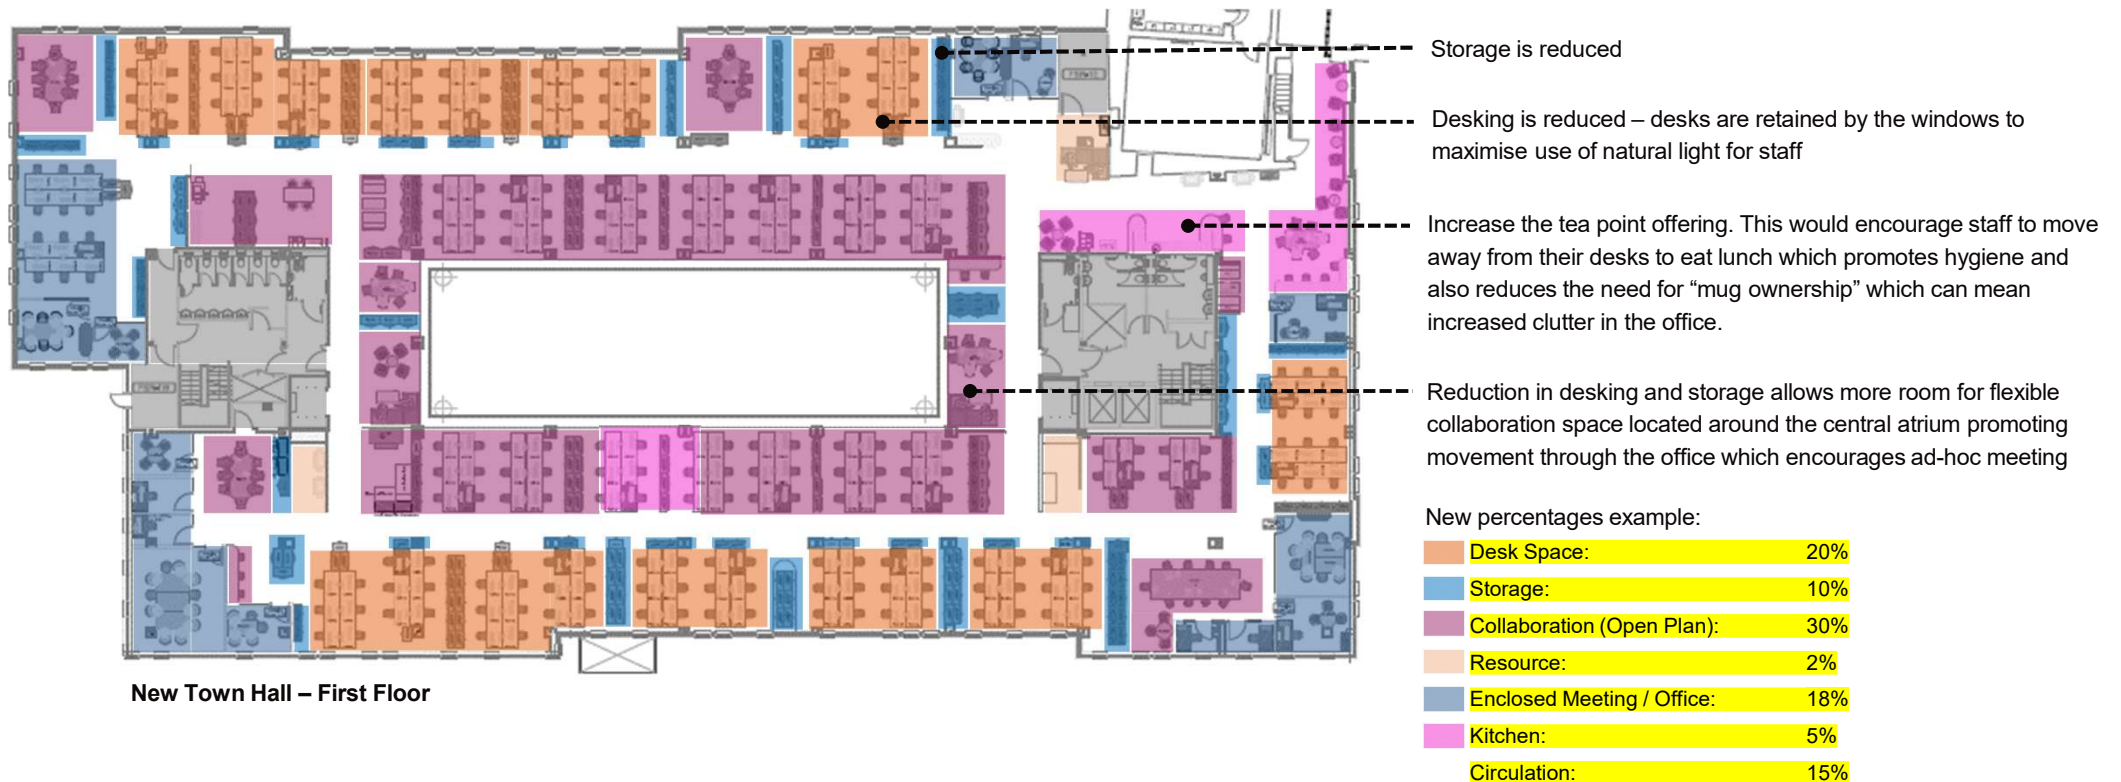 Storage is reduced
Desking is reduced – desks are retained by the windows to
maximise use of natural light for staff
Increase the tea point offering. This would encourage staff to move
away from their desks to eat lunch which promotes hygiene and
also reduces the need for “mug ownership” which can mean
increased clutter in the office.
Reduction in desking and storage allows more room for flexible
collaboration space located around the central atrium promoting
movement through the office which encourages ad-hoc meeting
New percentages example:
Desk Space: 20%
Storage: 10%
Collaboration (Open Plan): 30%
Resource: 2%
Enclosed Meeting / Office: 18%
Kitchen: 5%
Circulation: 15%
New Town Hall – First Floor